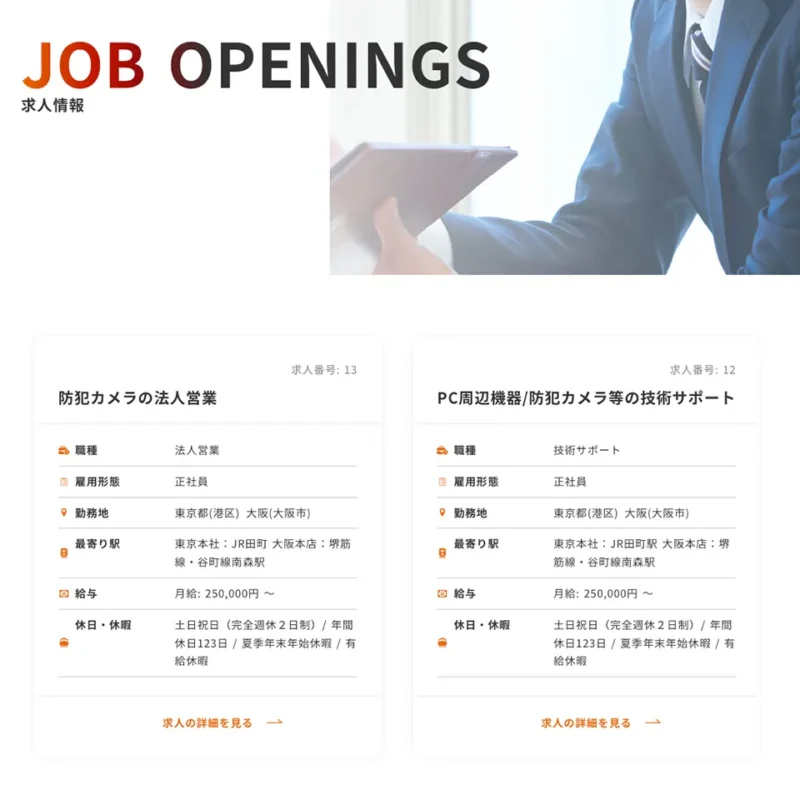 JOB OPENINGS
求人情報
求人番号: 13
防犯カメラの法人営業
職種 法人営業
雇用形態 正社員
勤務地 東京都(港区) 大阪(大阪市)
最寄り駅 東京本社：JR田町 大阪本店：堺筋
線・谷町線南森駅
給与 月給: 250,000円 〜
休日・休暇 土日祝日（完全週休２日制）/ 年間
休日123日 / 夏季年末年始休暇 / 有
給休暇
求人の詳細を見る
求人番号: 12
PC周辺機器/防犯カメラ等の技術サポート
職種 技術サポート
雇用形態 正社員
勤務地 東京都(港区) 大阪(大阪市)
最寄り駅 東京本社：JR田町駅 大阪本店：堺
筋線・谷町線南森駅
給与 月給: 250,000円 〜
休日・休暇 土日祝日（完全週休２日制）/ 年間
休日123日 / 夏季年末年始休暇 / 有
給休暇
求人の詳細を見る